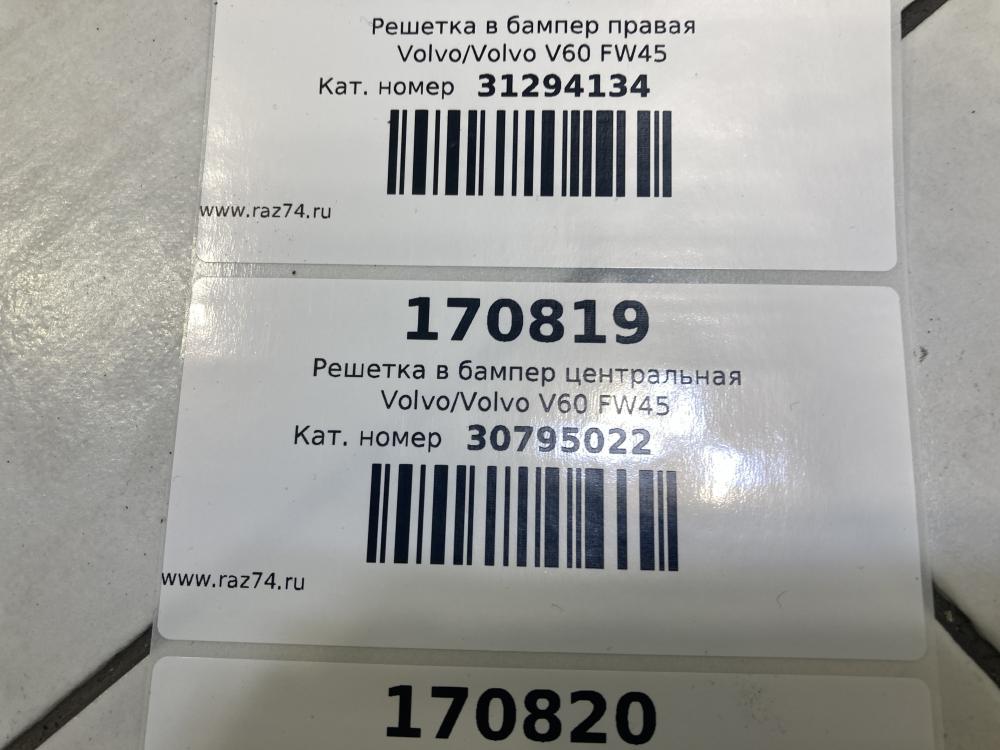 Решетка в бампер правая
Volvo/Volvo V60 FW45
Кат. номер 31294134
www.raz74.ru
170819
Решетка в бампер центральная
Volvo/Volvo V60 FW45
Кат. номер 30795022
www.raz74.ru
170820